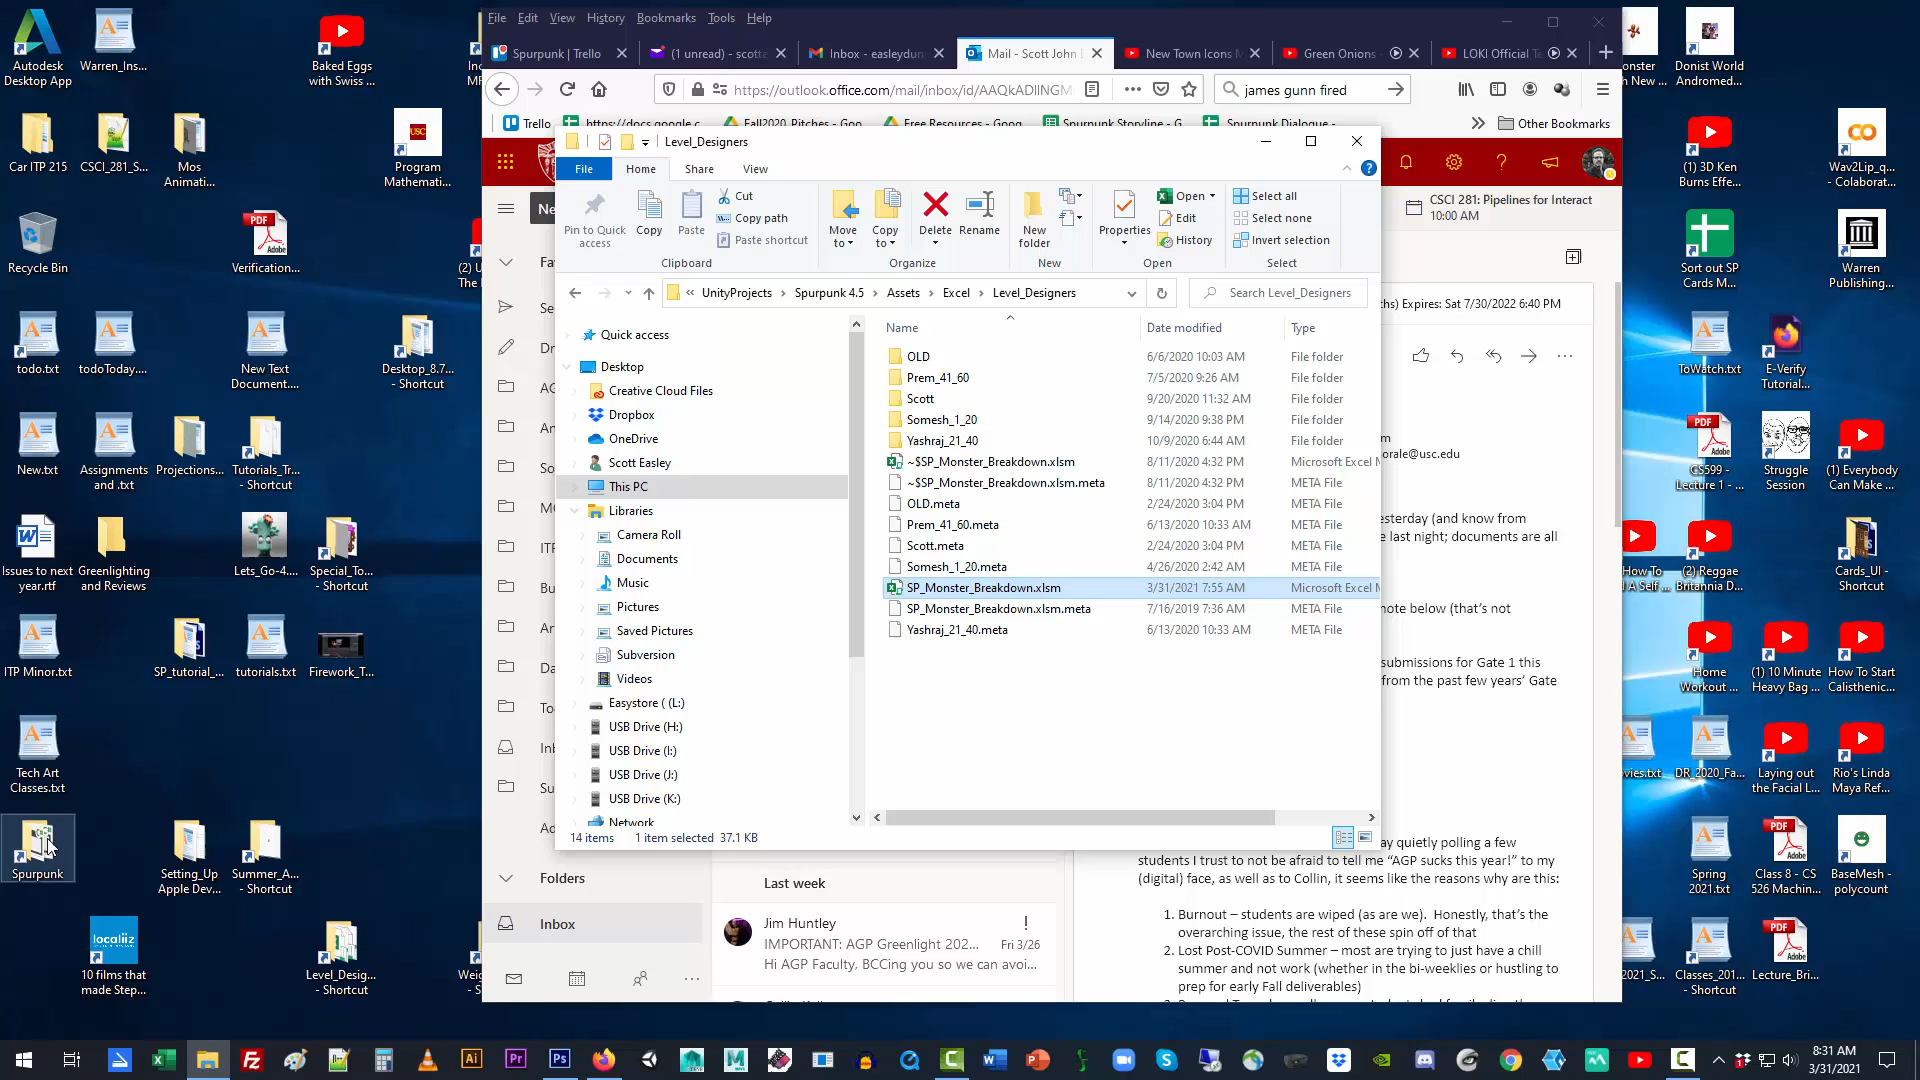 File Edit View History Bookmarks Tools Help
Spurpunk | Trello
(1 unread) - scotte
Inbox - easleydun
Mail - Scott John
New Town Icons
Green Onions -
LOKI Official Te
https://outlook.office.com/mail/inbox/id/AAQkADllNGM
james gunn fired
Trello
https://docs.google.c
Fall2020_Pitches - Goo
Free Resources - Goog
Spurpunk Storyline - G
Spurpunk Dialogue -
Other Bookmarks
Level_Designers
File Home Share View
Pin to Quick access
Copy
Paste
Cut
Copy path
Paste shortcut
Clipboard
Move to
Copy to
Delete
Rename
Organize
New folder
New
Properties
Open
Edit
History
Open
Select all
Select none
Invert selection
Select
UnityProjects > Spurpunk 4.5 > Assets > Excel > Level_Designers
Search Level_Designers
Quick access
Desktop
Creative Cloud Files
Dropbox
OneDrive
Scott Easley
This PC
Libraries
Camera Roll
Documents
Music
Pictures
Saved Pictures
Subversion
Videos
Easystore ( (L:)
USB Drive (H:)
USB Drive (I:)
USB Drive (J:)
USB Drive (K:)
Network
Name Date modified Type
OLD 6/6/2020 10:03 AM File folder
Prem_41_60 7/5/2020 9:26 AM File folder
Scott 9/20/2020 11:32 AM File folder
Somesh_1_20 9/14/2020 9:38 PM File folder
Yashraj_21_40 10/9/2020 6:44 AM File folder
~$SP_Monster_Breakdown.xlsm 8/11/2020 4:32 PM Microsoft Excel M
~$SP_Monster_Breakdown.xlsm.meta 8/11/2020 4:32 PM META File
OLD.meta 2/24/2020 3:04 PM META File
Prem_41_60.meta 6/13/2020 10:33 AM META File
Scott.meta 2/24/2020 3:04 PM META File
Somesh_1_20.meta 4/26/2020 2:42 AM META File
SP_Monster_Breakdown.xlsm 3/31/2021 7:55 AM Microsoft Excel M
SP_Monster_Breakdown.xlsm.meta 7/16/2019 7:36 AM META File
Yashraj_21_40.meta 6/13/2020 10:33 AM META File
14 items 1 item selected 37.1 KB
CSCI 281: Pipelines for Interact
10:00 AM
Expires: Sat 7/30/2022 6:40 PM
orale@usc.edu
esterday (and know from
e last night; documents are all
note below (that's not
submissions for Gate 1 this
from the past few years' Gate
ay quietly polling a few
students I trust to not be afraid to tell me "AGP sucks this year!" to my
(digital) face, as well as to Collin, it seems like the reasons why are this:
1. Burnout – students are wiped (as are we). Honestly, that's the
overarching issue, the rest of these spin off of that
2. Lost Post-COVID Summer – most are trying to just have a chill
summer and not work (whether in the bi-weeklies or hustling to
prep for early Fall deliverables)
Folders
Inbox
Last week
Jim Huntley
IMPORTANT: AGP Greenlight 202... Fri 3/26
Hi AGP Faculty, BCCing you so we can avoi...
Autodesk Desktop App
Warren_Ins...
Baked Eggs with Swiss ...
Car ITP 215
CSCI_281_S...
Mos Animati...
Program Mathemati...
Recycle Bin
Verification...
todo.txt
todoToday....
New Text Document....
Desktop_8.7... - Shortcut
New.txt
Assignments and .txt
Projections...
Tutorials_Tr... - Shortcut
Issues to next year.rtf
Greenlighting and Reviews
Lets_Go-4....
Special_To... - Shortcut
ITP Minor.txt
SP_tutorial_...
tutorials.txt
Firework_T...
Tech Art Classes.txt
Spurpunk
Setting_Up Apple Dev...
Summer_A... - Shortcut
localiiz
10 films that made Step...
Level_Desig... - Shortcut
Donist World Andromed...
(1) 3D Ken Burns Effe...
Wav2Lip_q... - Colaborat...
Sort out SP Cards M...
Warren Publishing...
ToWatch.txt
E-Verify Tutorial...
CS599 - Lecture 1 - ...
Struggle Session
(1) Everybody Can Make ...
How To
(2) Reggae Britannia D...
Cards_UI - Shortcut
Home Workout ...
(1) 10 Minute Heavy Bag ...
How To Start Calisthenic...
DR_2020_Fa...
Laying out the Facial L...
Rio's Linda Maya Ref...
Spring 2021.txt
Class 8 - CS 526 Machin...
BaseMesh - polycount
2021_S...
Classes_201... - Shortcut
Lecture_Bri...
8:31 AM
3/31/2021